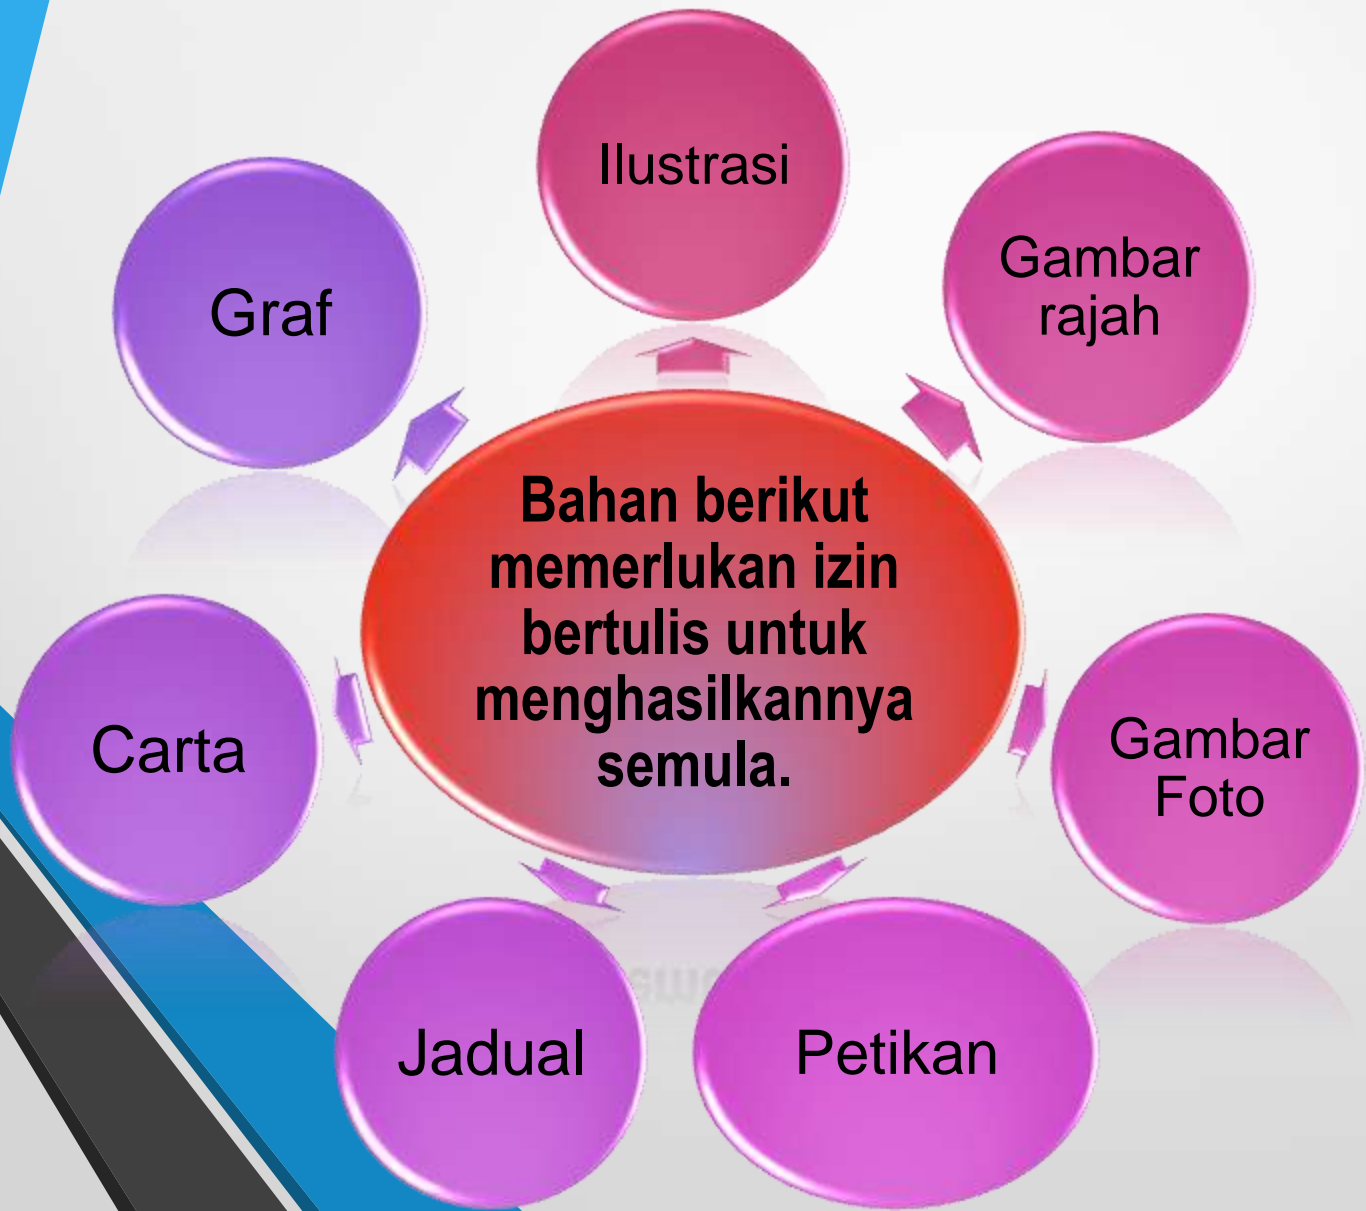 Ilustrasi
Gambar
rajah
Graf
Bahan berikut
memerlukan izin
bertulis untuk
menghasilkannya
semula.
Carta
Gambar
Foto
Jadual
Petikan